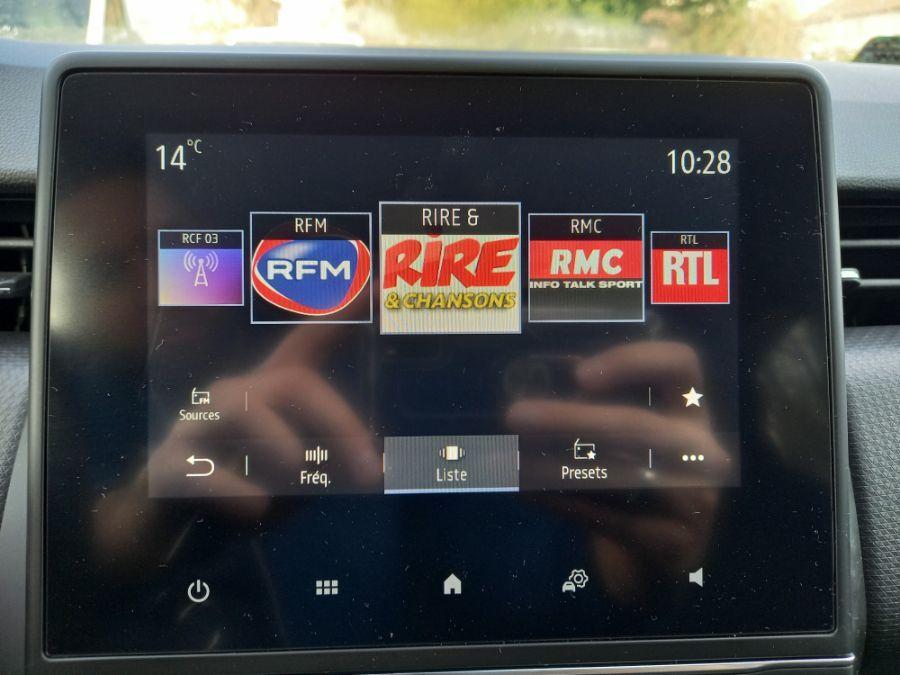 14°C
10:28
RCF 03
RFM
RFM
RIRE &
RIRE
& CHANSONS
RMC
RMC
INFO TALK SPORT
RTL
RTL
FM
Sources
Fréq.
Liste
Presets